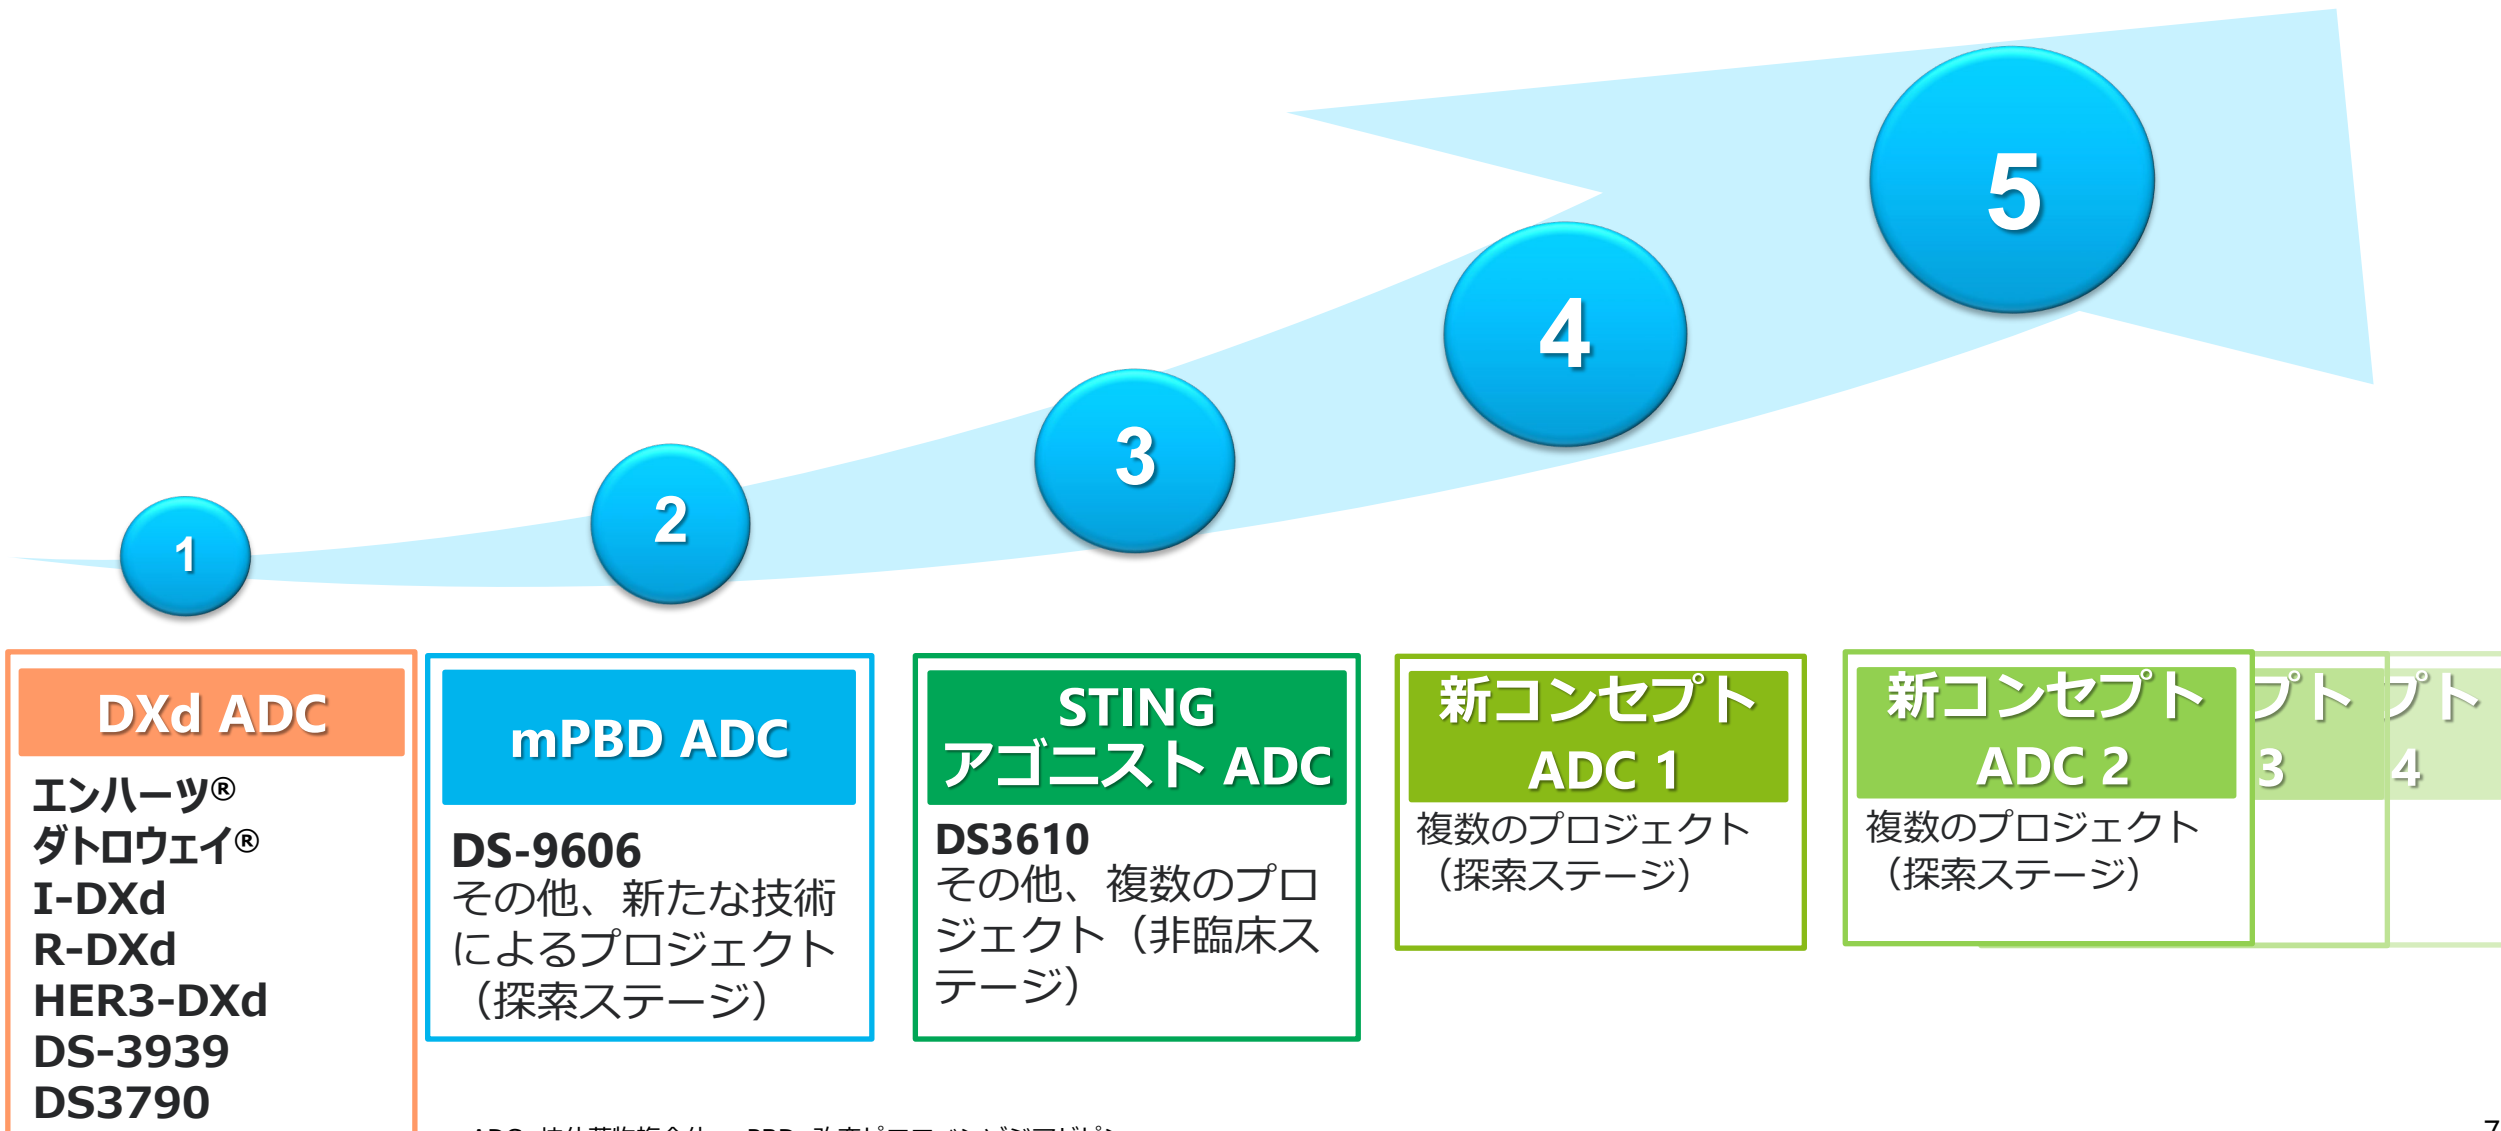 1
2
3
4
5
DXd ADC
エンハーツ®
ダトロウェイ®
I-DXd
R-DXd
HER3-DXd
DS-3939
DS3790
mPBD ADC
DS-9606
その他、新たな技術
によるプロジェクト
（探索ステージ）
STING
アゴニスト ADC
DS3610
その他、複数のプロ
ジェクト（非臨床ス
テージ）
新コンセプト
ADC 1
複数のプロジェクト
（探索ステージ）
新コンセプト
ADC 2
複数のプロジェクト
（探索ステージ）
プト
3
プト
4